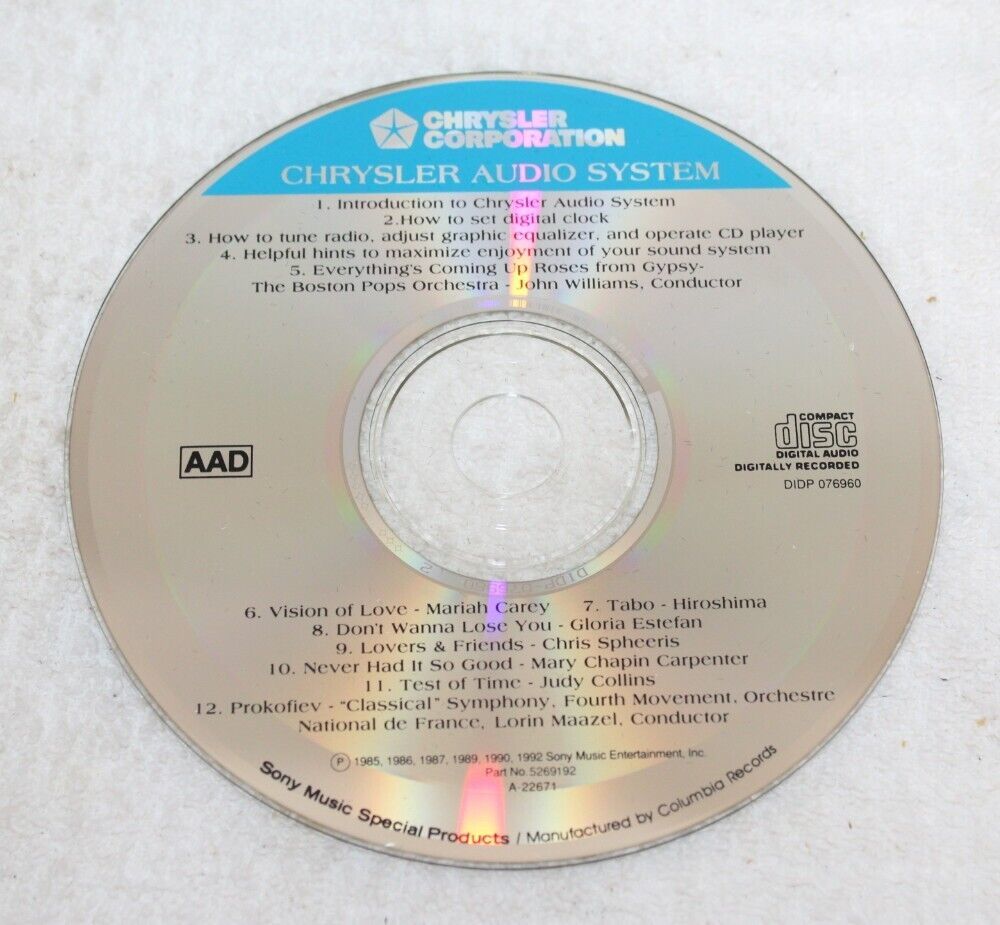 CHRYSLER
CORPORATION
CHRYSLER AUDIO SYSTEM
1. Introduction to Chrysler Audio System
2.How to set digital clock
3. How to tune radio, adjust graphic equalizer, and operate CD player
4. Helpful hints to maximize enjoyment of your sound system
5. Everything's Coming Up Roses from Gypsy-
The Boston Pops Orchestra - John Williams, Conductor
AAD
COMPACT
disc
DIGITAL AUDIO
DIGITALLY RECORDED
DIDP 076960
6. Vision of Love - Mariah Carey 7. Tabo - Hiroshima
8. Don't Wanna Lose You - Gloria Estefan
9. Lovers & Friends - Chris Spheeris
10. Never Had It So Good - Mary Chapin Carpenter
11. Test of Time - Judy Collins
12. Prokofiev - "Classical" Symphony, Fourth Movement, Orchestre
National de France, Lorin Maazel, Conductor
Ⓟ 1985, 1986, 1987, 1989, 1990, 1992 Sony Music Entertainment, Inc.
Part No. 5269192
A-22671
Sony Music Special Products / Manufactured by Columbia Records